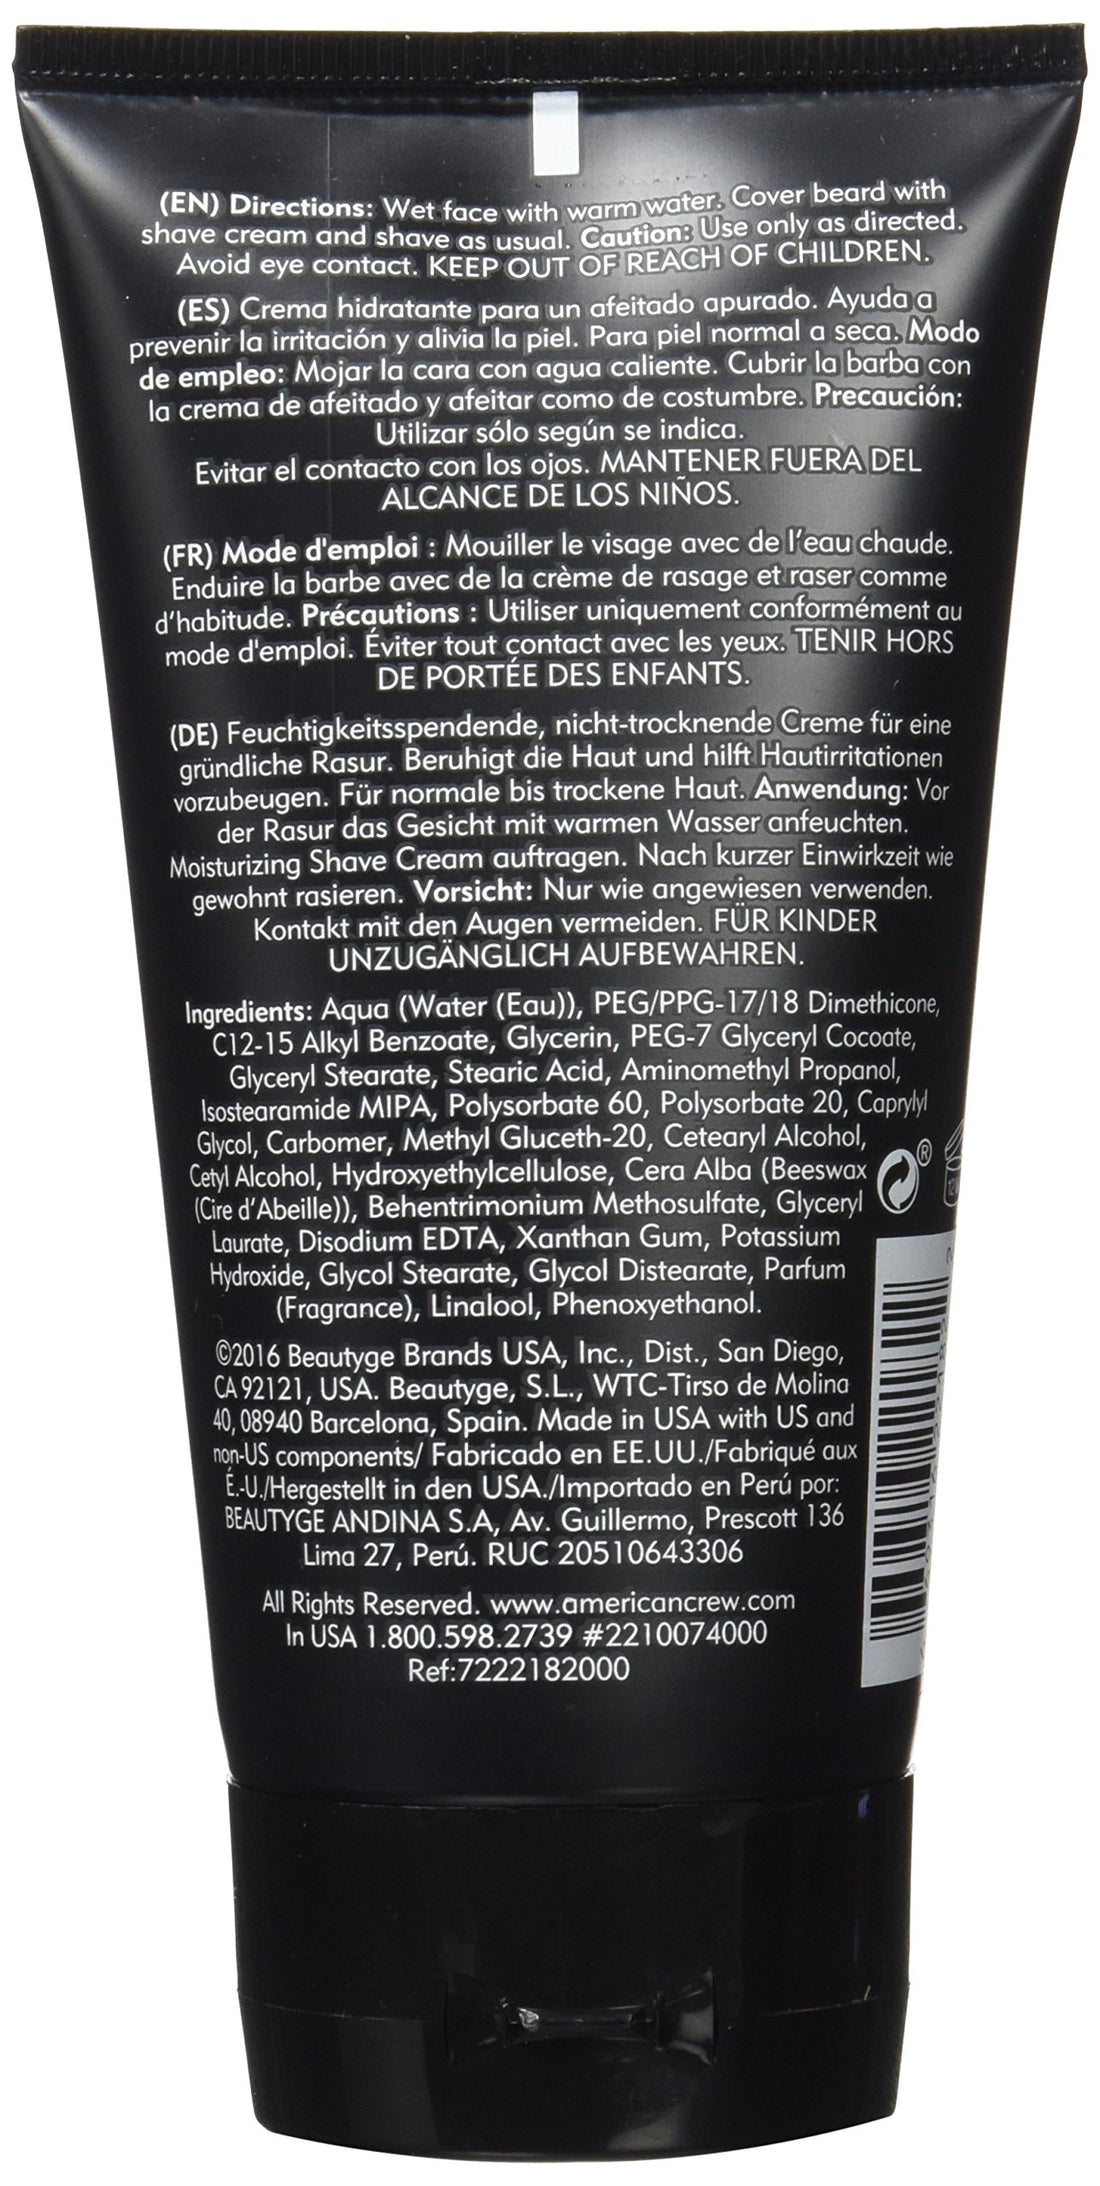 (EN) Directions: Wet face with warm water. Cover beard with
shave cream and shave as usual. Caution: Use only as directed.
Avoid eye contact. KEEP OUT OF REACH OF CHILDREN.
(ES) Crema hidratante para un afeitado apurado. Ayuda a
prevenir la irritación y alivia la piel. Para piel normal a seca. Modo
de empleo: Mojar la cara con agua caliente. Cubrir la barba con
la crema de afeitado y afeitar como de costumbre. Precaución:
Utilizar sólo según se indica.
Evitar el contacto con los ojos. MANTENER FUERA DEL
ALCANCE DE LOS NIÑOS.
(FR) Mode d'emploi : Mouiller le visage avec de l'eau chaude.
Enduire la barbe avec de la crème de rasage et raser comme
d'habitude. Précautions : Utiliser uniquement conformément au
mode d'emploi. Éviter tout contact avec les yeux. TENIR HORS
DE PORTÉE DES ENFANTS.
(DE) Feuchtigkeitsspendende, nicht-trocknende Creme für eine
gründliche Rasur. Beruhigt die Haut und hilft Hautirritationen
vorzubeugen. Für normale bis trockene Haut. Anwendung: Vor
der Rasur das Gesicht mit warmen Wasser anfeuchten.
Moisturizing Shave Cream auftragen. Nach kurzer Einwirkzeit wie
gewohnt rasieren. Vorsicht: Nur wie angewiesen verwenden.
Kontakt mit den Augen vermeiden. FÜR KINDER
UNZUGÄNGLICH AUFBEWAHREN.
Ingredients: Aqua (Water (Eau)), PEG/PPG-17/18 Dimethicone,
C12-15 Alkyl Benzoate, Glycerin, PEG-7 Glyceryl Cocoate,
Glyceryl Stearate, Stearic Acid, Aminomethyl Propanol,
Isostearamide MIPA, Polysorbate 60, Polysorbate 20, Caprylyl
Glycol, Carbomer, Methyl Gluceth-20, Cetearyl Alcohol,
Cetyl Alcohol, Hydroxyethylcellulose, Cera Alba (Beeswax
(Cire d'Abeille)), Behentrimonium Methosulfate, Glyceryl
Laurate, Disodium EDTA, Xanthan Gum, Potassium
Hydroxide, Glycol Stearate, Glycol Distearate, Parfum
(Fragrance), Linalool, Phenoxyethanol.
®
12
©2016 Beautyge Brands USA, Inc., Dist., San Diego,
CA 92121, USA. Beautyge, S.L., WTC-Tirso de Molina
40, 08940 Barcelona, Spain. Made in USA with US and
non-US components/ Fabricado en EE.UU./Fabriqué aux
É.-U./Hergestellt in den USA./Importado en Perú por:
BEAUTYGE ANDINA S.A, Av. Guillermo, Prescott 136
Lima 27, Perú. RUC 20510643306
All Rights Reserved. www.americancrew.com
In USA 1.800.598.2739 #2210074000
Ref:7222182000